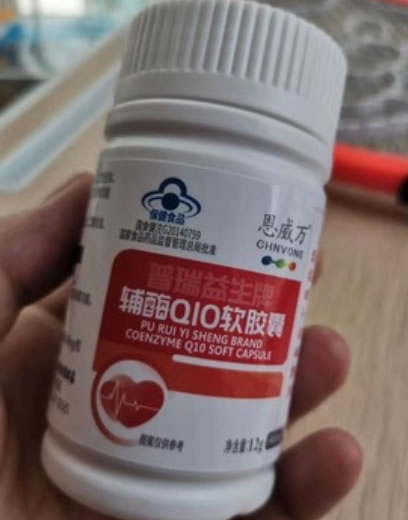 保健食品
国食健注G20140759
国家食品药品监督管理总局批准
恩威万
CHNVONE
普瑞益生牌
辅酶Q10软胶囊
PU RUI YI SHENG BRAND
COENZYME Q10 SOFT CAPSULE
图案仅供参考
净含量:12g